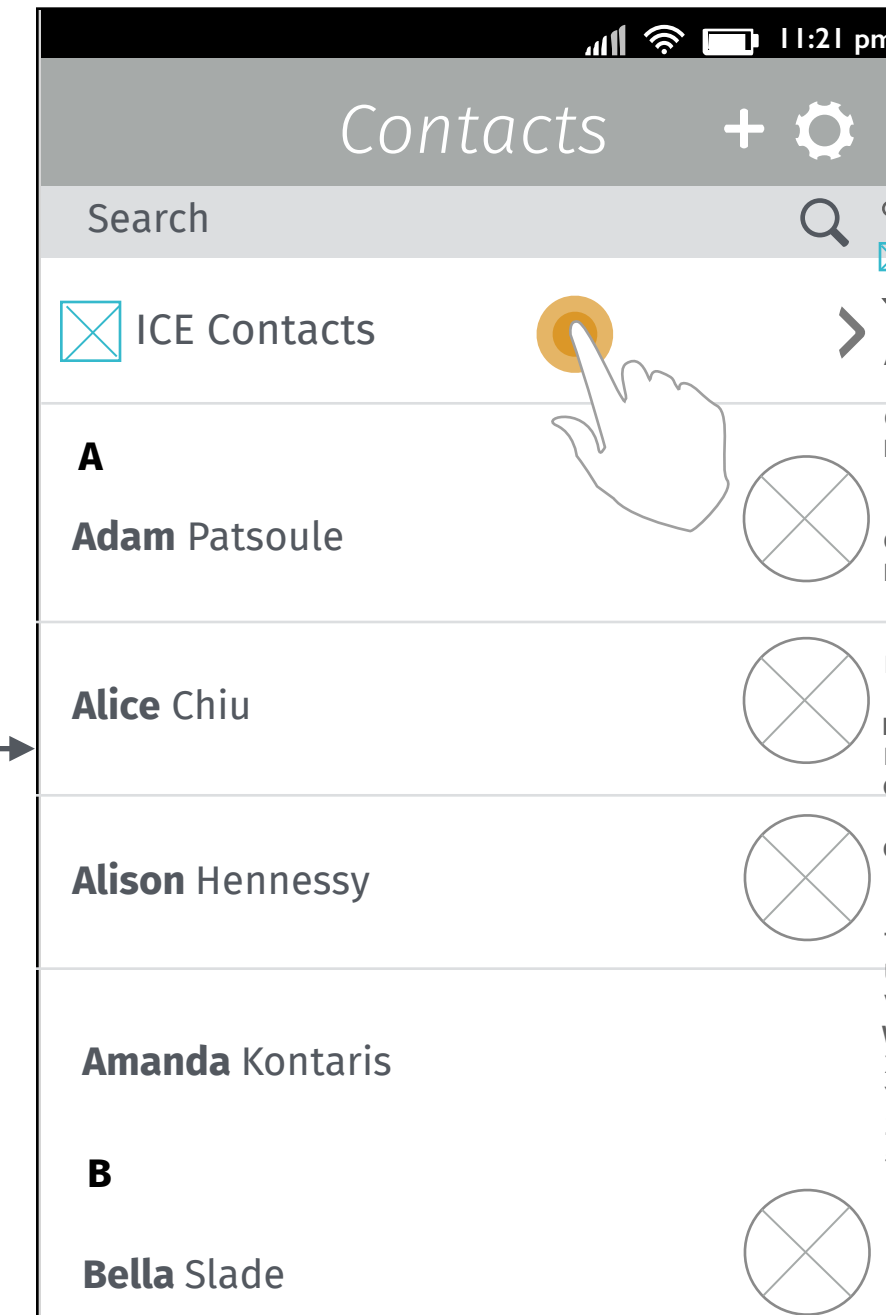 11:21 pm
Contacts
Search
ICE Contacts
A
Adam Patsoule
Alice Chiu
Alison Hennessy
Amanda Kontaris
B
Bella Slade